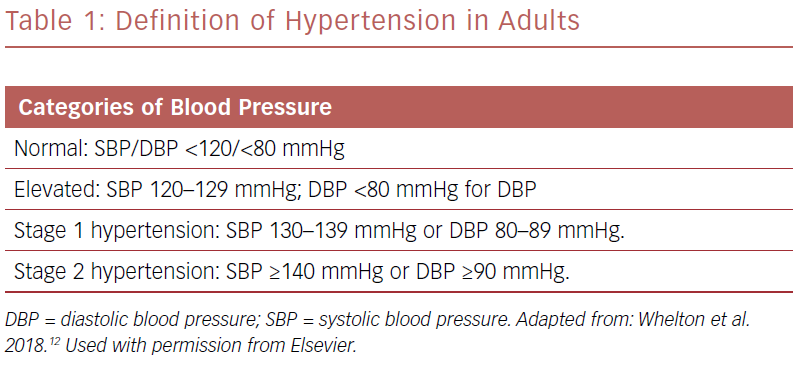 Table 1: Definition of Hypertension in Adults
Categories of Blood Pressure
Normal: SBP/DBP <120/<80 mmHg
Elevated: SBP 120–129 mmHg; DBP <80 mmHg for DBP
Stage 1 hypertension: SBP 130–139 mmHg or DBP 80–89 mmHg.
Stage 2 hypertension: SBP ≥140 mmHg or DBP ≥90 mmHg.
DBP = diastolic blood pressure; SBP = systolic blood pressure. Adapted from: Whelton et al.
2018.¹² Used with permission from Elsevier.